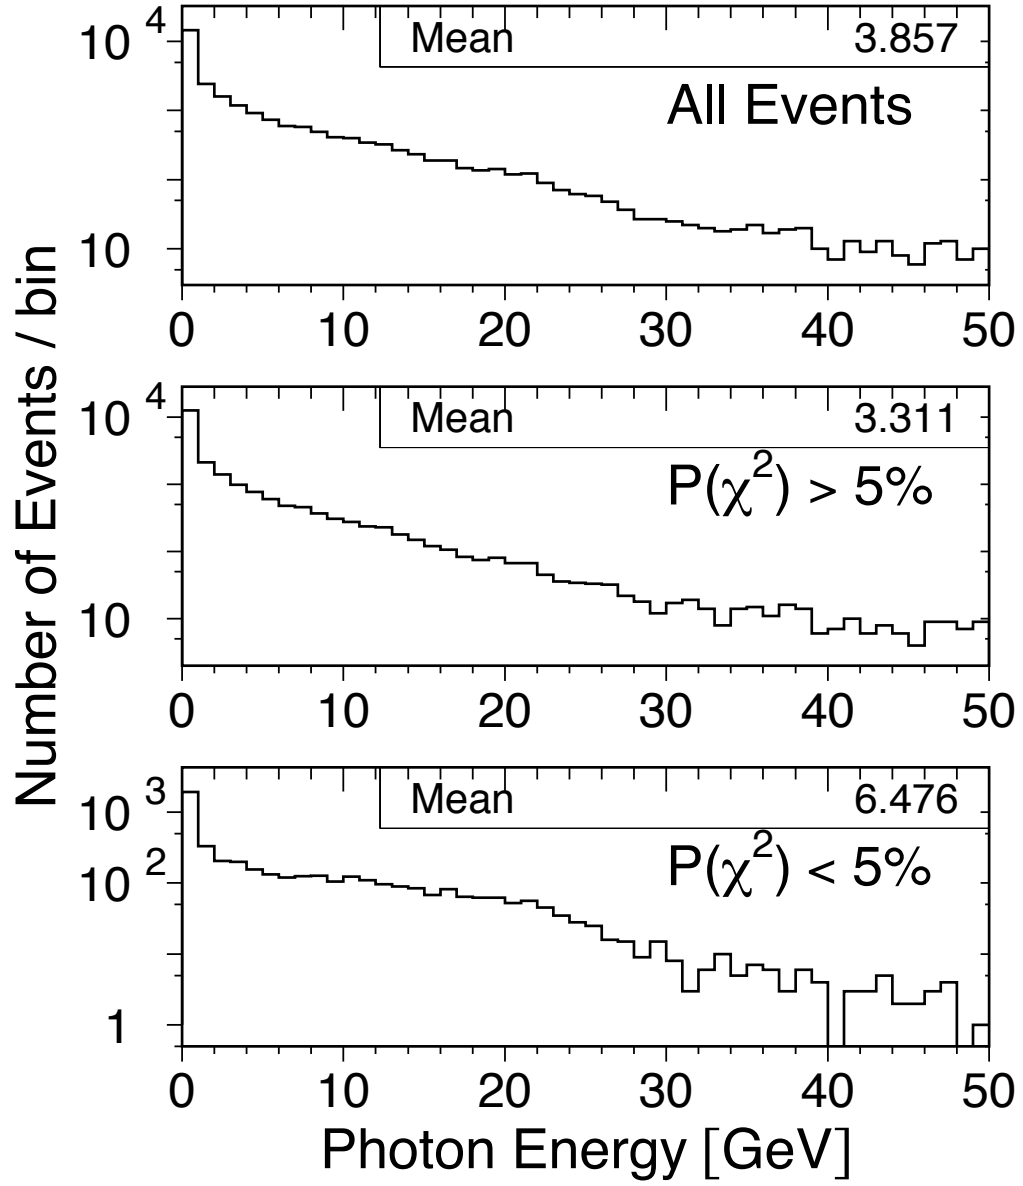 Number of Events / bin
10 4
10
Mean 3.857
All Events
0 10 20 30 40 50
10 4
10
Mean 3.311
P(χ2) > 5%
0 10 20 30 40 50
10 3
10 2
1
Mean 6.476
P(χ2) < 5%
0 10 20 30 40 50
Photon Energy [GeV]